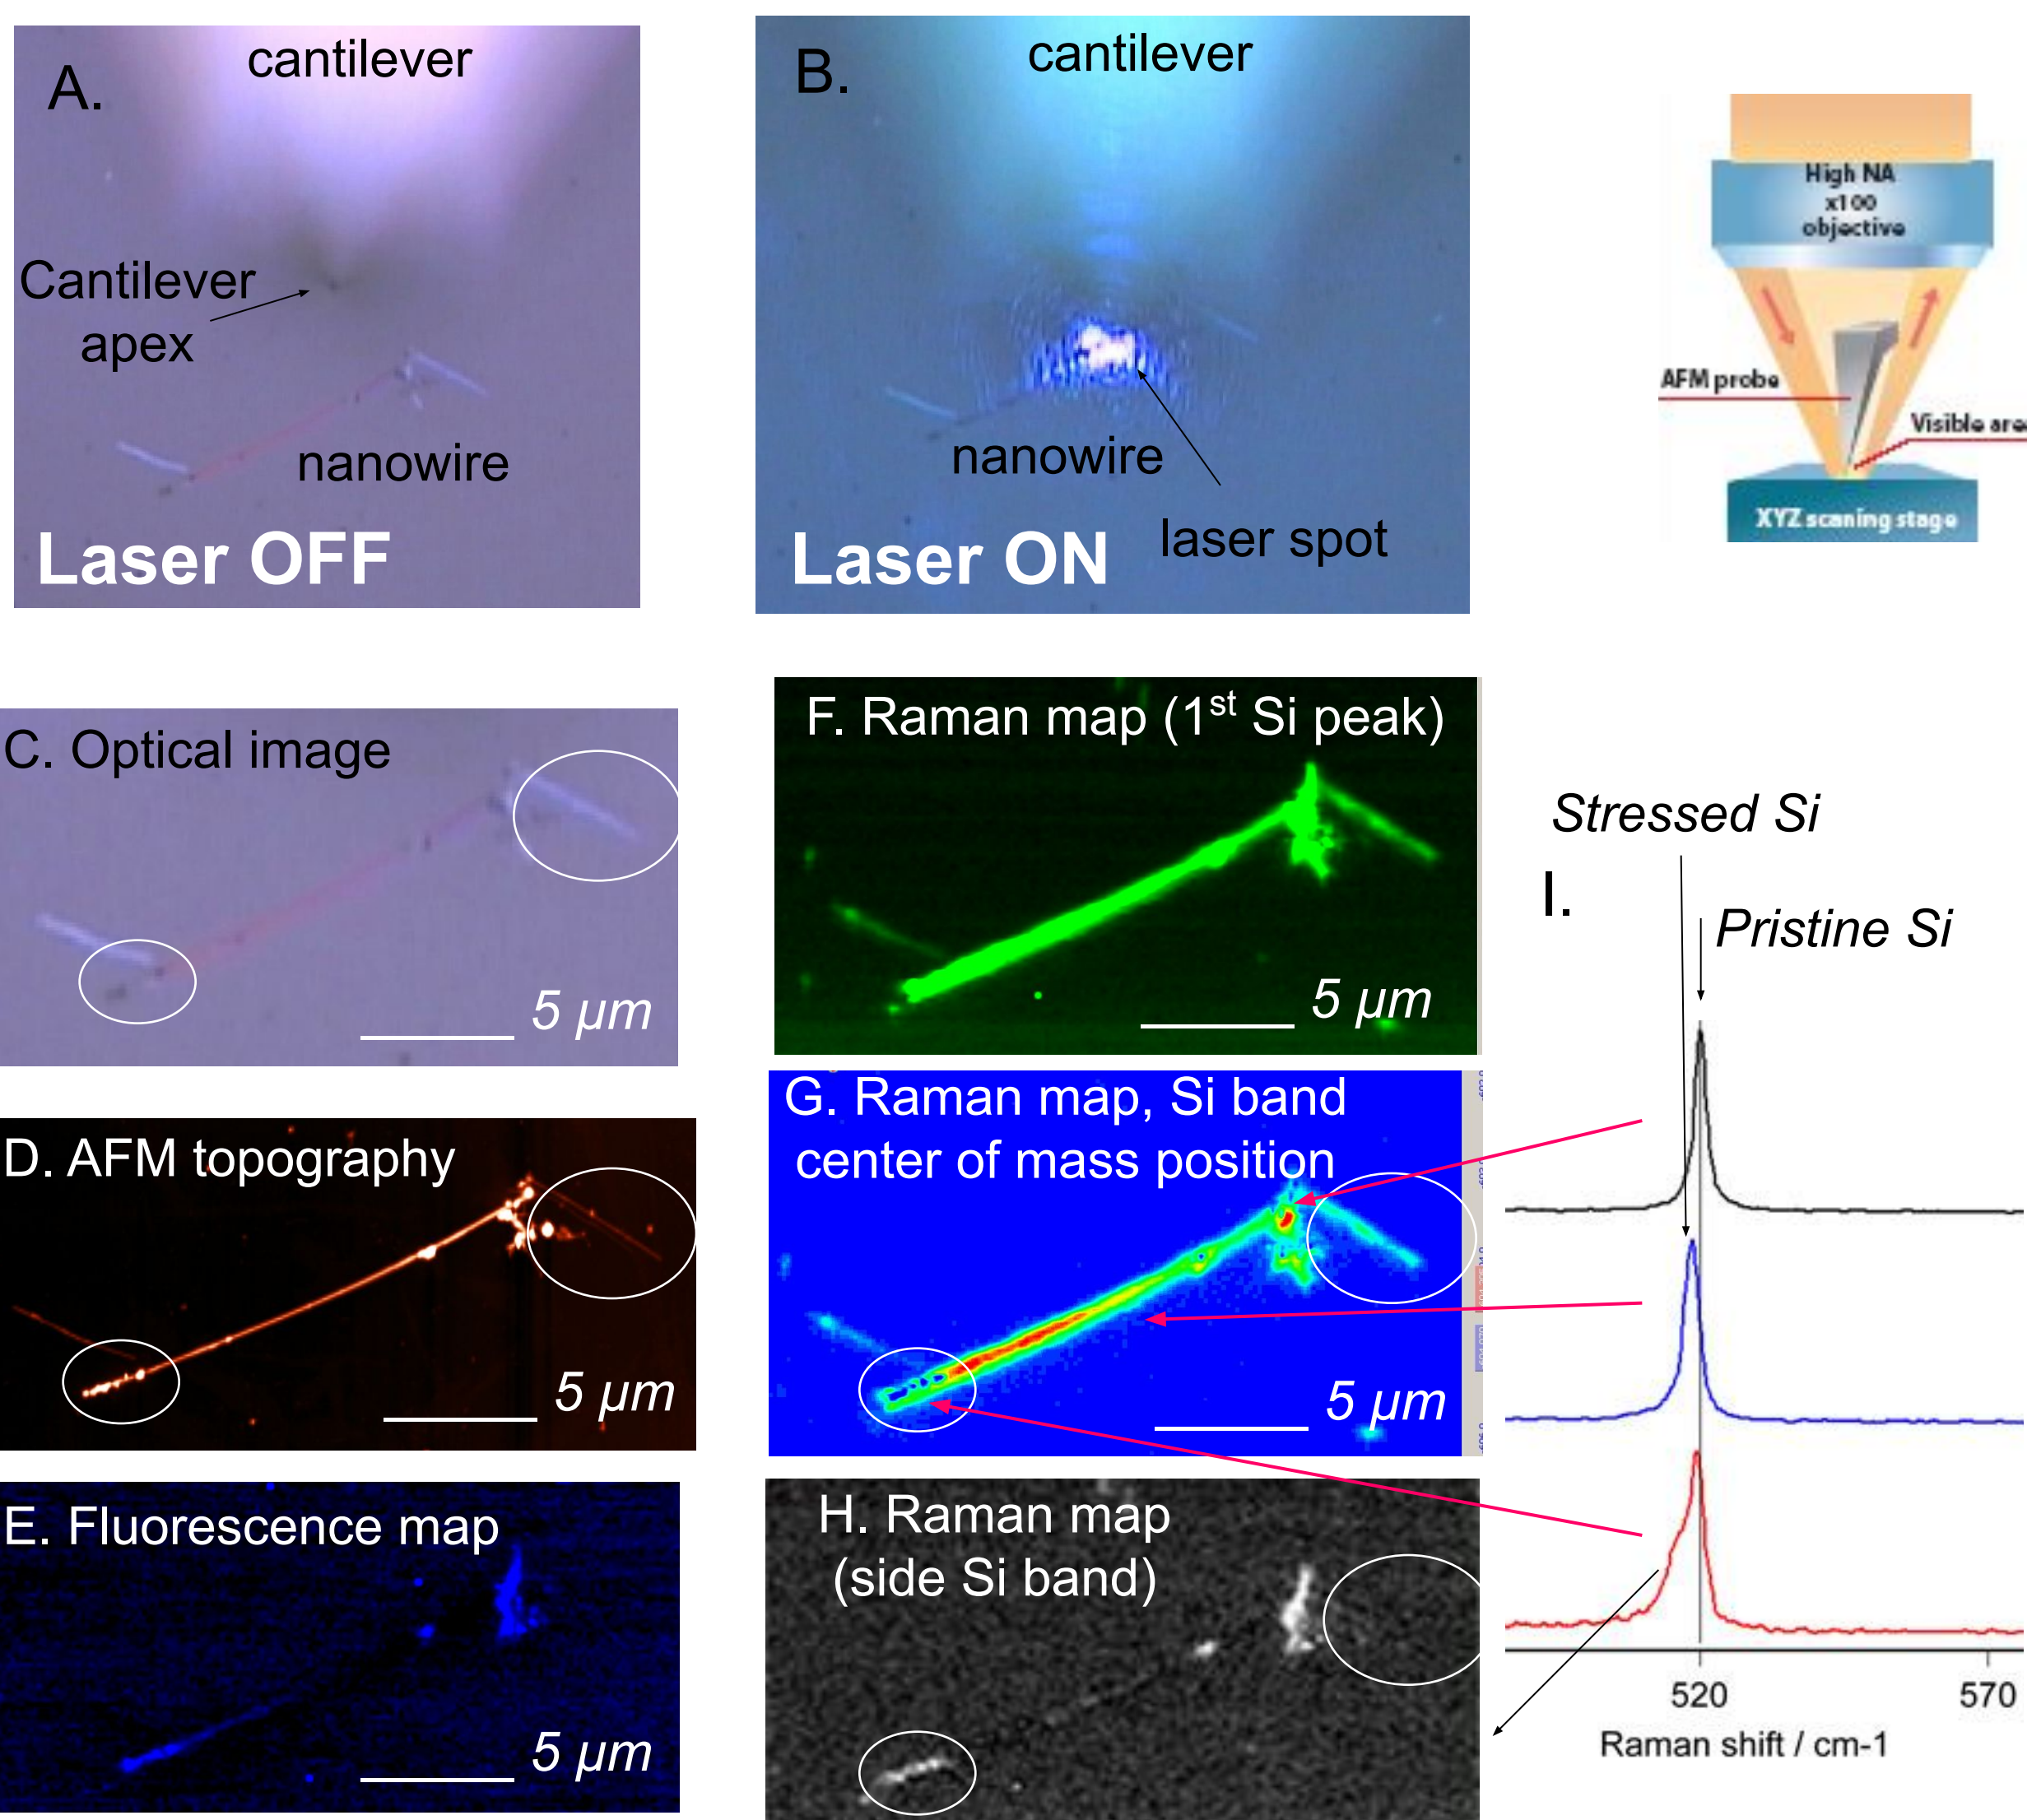 A.
cantilever
Cantilever
apex
nanowire
Laser OFF
B.
cantilever
nanowire
laser spot
Laser ON
High NA
x100
objective
AFM probe
Visible are
XYZ scaning stage
C. Optical image
5 µm
D. AFM topography
5 µm
E. Fluorescence map
5 µm
F. Raman map (1st Si peak)
5 µm
G. Raman map, Si band
center of mass position
5 µm
H. Raman map
(side Si band)
I.
Stressed Si
Pristine Si
520
570
Raman shift / cm-1